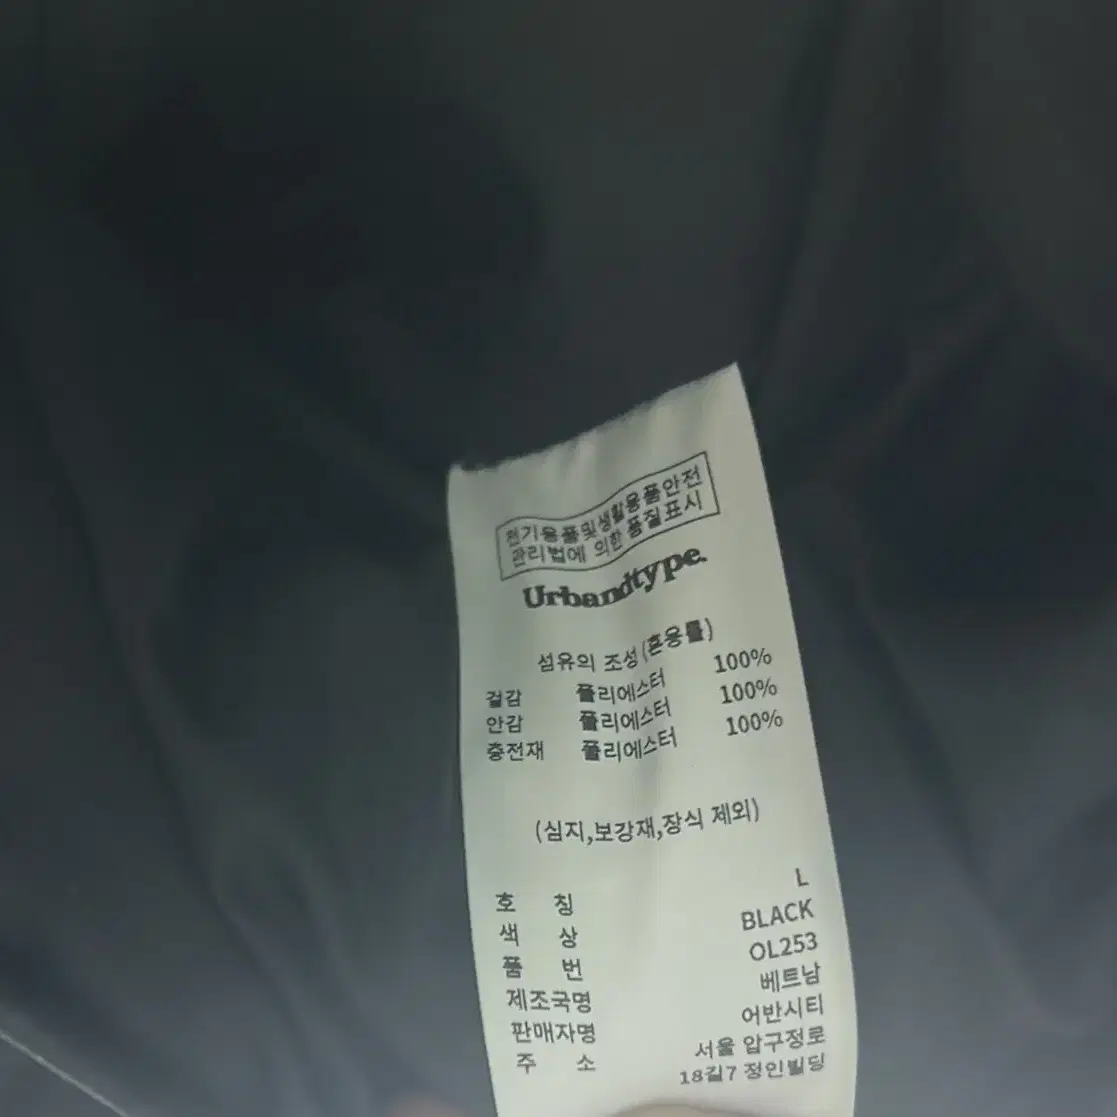 전기용품및생활용품안전
관리법에 의한 품질표시
Urbandtype.
섬유의 조성(혼용률)
겉감 폴리에스터 100%
안감 폴리에스터 100%
충전재 폴리에스터 100%
(심지,보강재,장식 제외)
호 칭 L
색 상 BLACK
품 번 OL253
제조국명 베트남
판매자명 어반시티
주 소 서울 압구정로
18길7 정인빌딩